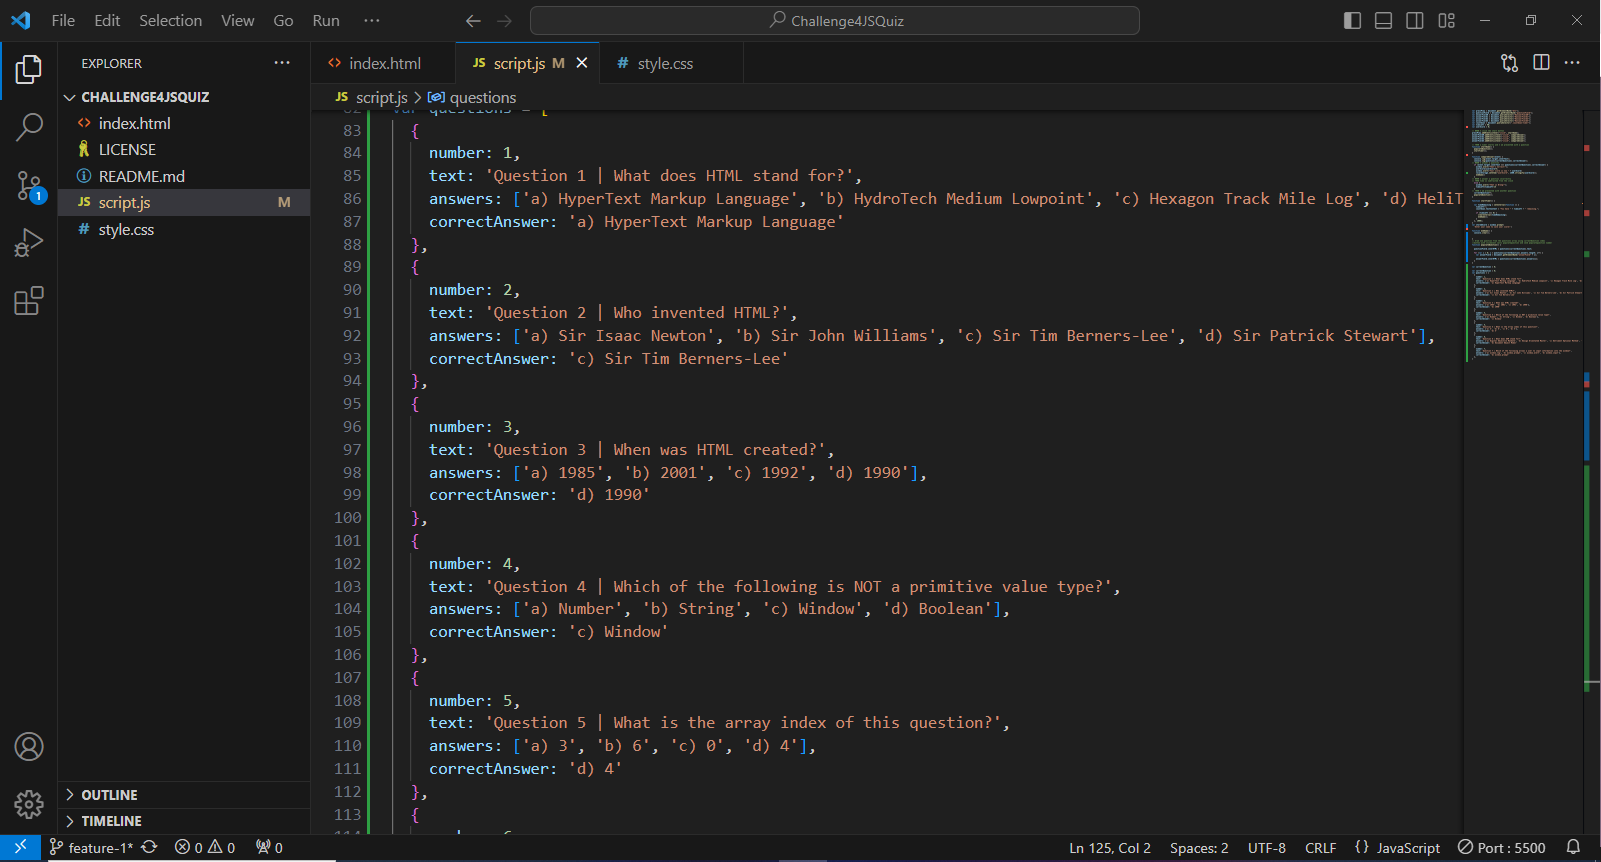 File Edit Selection View Go Run ··· Challenge4JSQuiz
EXPLORER ···
CHALLENGE4JSQUIZ
index.html
LICENSE
README.md
script.js M
style.css
OUTLINE
TIMELINE
index.html JS script.js M # style.css
JS script.js > questions
82 var questions = [
83 {
84 number: 1,
85 text: 'Question 1 | What does HTML stand for?',
86 answers: ['a) HyperText Markup Language', 'b) HydroTech Medium Lowpoint', 'c) Hexagon Track Mile Log', 'd) HeliT
87 correctAnswer: 'a) HyperText Markup Language'
88 },
89 {
90 number: 2,
91 text: 'Question 2 | Who invented HTML?',
92 answers: ['a) Sir Isaac Newton', 'b) Sir John Williams', 'c) Sir Tim Berners-Lee', 'd) Sir Patrick Stewart'],
93 correctAnswer: 'c) Sir Tim Berners-Lee'
94 },
95 {
96 number: 3,
97 text: 'Question 3 | When was HTML created?',
98 answers: ['a) 1985', 'b) 2001', 'c) 1992', 'd) 1990'],
99 correctAnswer: 'd) 1990'
100 },
101 {
102 number: 4,
103 text: 'Question 4 | Which of the following is NOT a primitive value type?',
104 answers: ['a) Number', 'b) String', 'c) Window', 'd) Boolean'],
105 correctAnswer: 'c) Window'
106 },
107 {
108 number: 5,
109 text: 'Question 5 | What is the array index of this question?',
110 answers: ['a) 3', 'b) 6', 'c) 0', 'd) 4'],
111 correctAnswer: 'd) 4'
112 },
113 {
1
feature-1* 0 0 0 Ln 125, Col 2 Spaces: 2 UTF-8 CRLF {} JavaScript Port : 5500